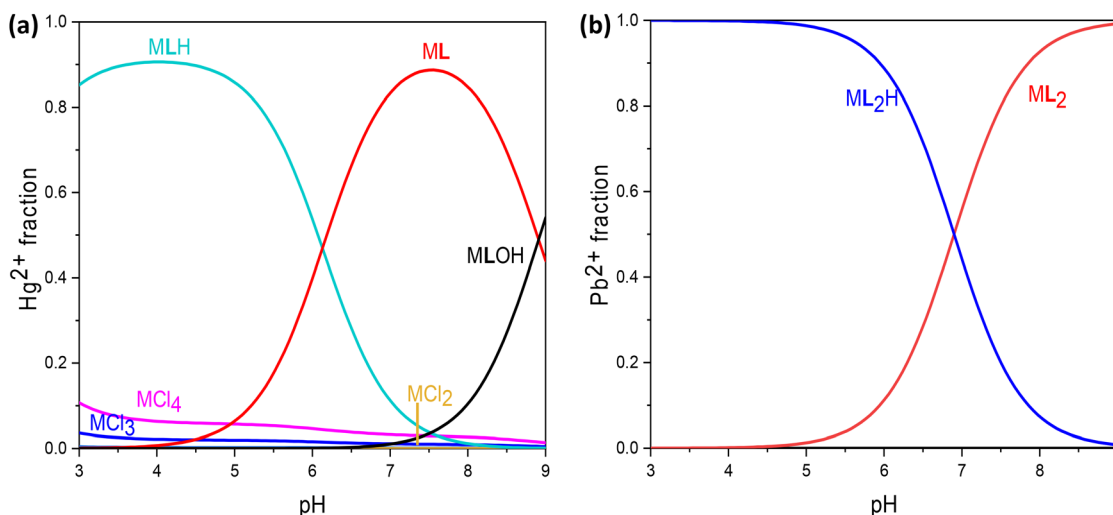 (a)
Hg2+ fraction
1.0
0.8
0.6
0.4
0.2
0.0
MLH
ML
MLOH
MCl4
MCl3
MCl2
3 4 5 6 7 8 9
pH
(b)
Pb2+ fraction
1.0
0.8
0.6
0.4
0.2
0.0
ML2H
ML2
3 4 5 6 7 8
pH